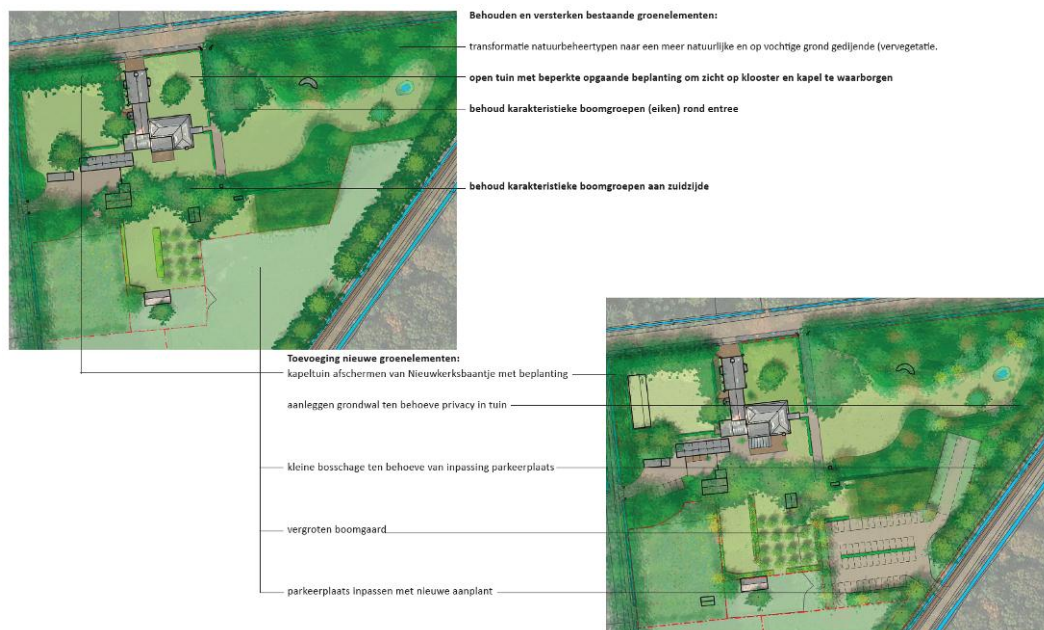 Behouden en versterken bestaande groenelementen:
transformatie natuurbeheertypen naar een meer natuurlijke en op vochtige grond gedijende (vervegetatie.
open tuin met beperkte opgaande beplanting om zicht op klooster en kapel te waarborgen
behoud karakteristieke boomgroepen (eiken) rond entree
behoud karakteristieke boomgroepen aan zuidzijde
Toevoeging nieuwe groenelementen:
kapeltuin afschermen van Nieuwkerksbaantje met beplanting
aanleggen grondwal ten behoeve privacy in tuin
kleine bosschage ten behoeve van inpassing parkeerplaats
vergroten boomgaard
parkeerplaats inpassen met nieuwe aanplant